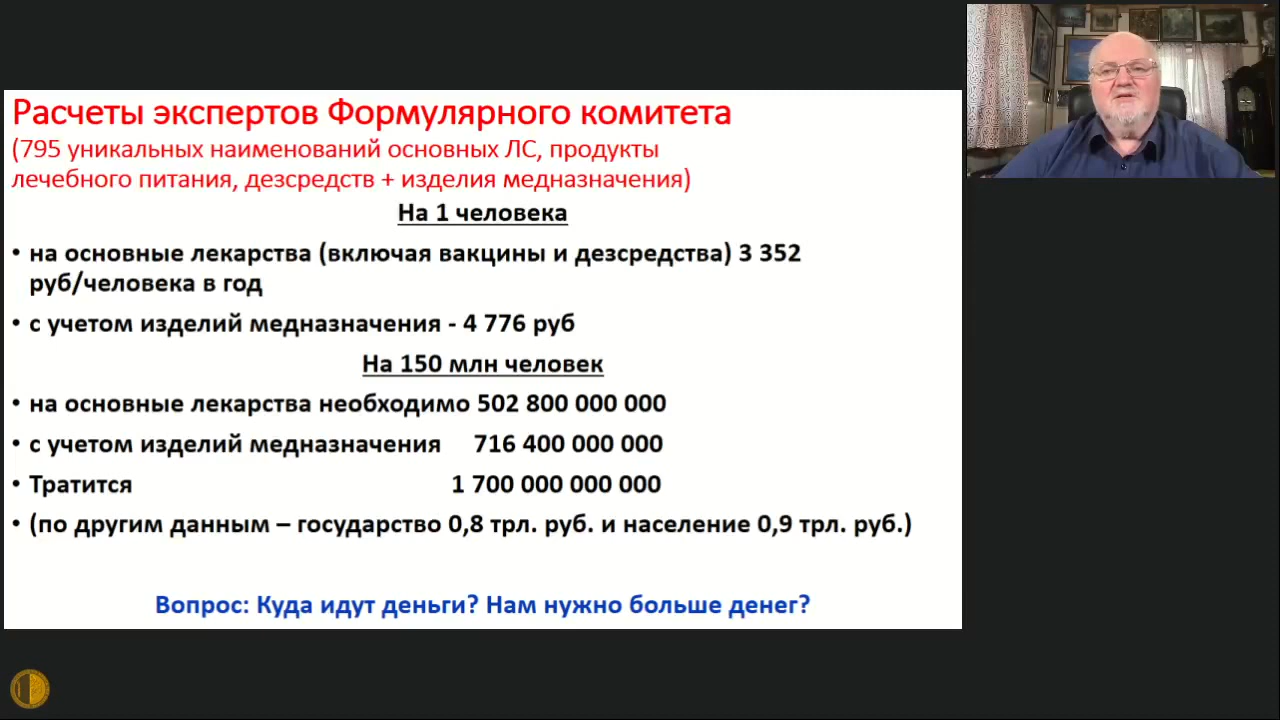 Расчеты экспертов Формулярного комитета
(795 уникальных наименований основных ЛС, продукты
лечебного питания, дезсредств + изделия медназначения)
На 1 человека
• на основные лекарства (включая вакцины и дезсредства) 3 352
руб/человека в год
• с учетом изделий медназначения - 4 776 руб
На 150 млн человек
• на основные лекарства необходимо 502 800 000 000
• с учетом изделий медназначения 716 400 000 000
• Тратится 1 700 000 000 000
• (по другим данным – государство 0,8 трл. руб. и население 0,9 трл. руб.)
Вопрос: Куда идут деньги? Нам нужно больше денег?